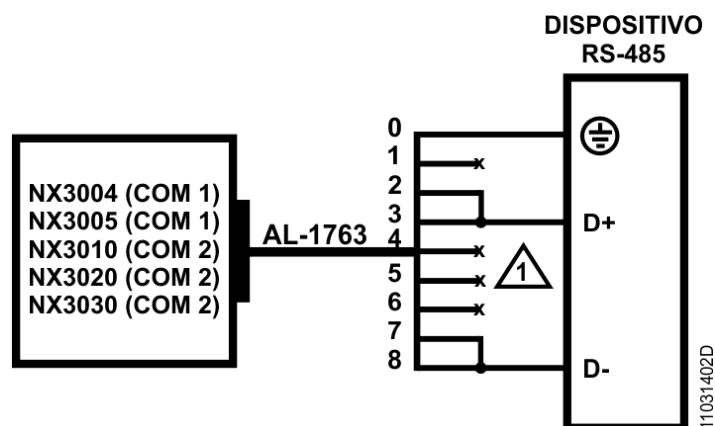 DISPOSITIVO
RS-485
0
1
2
3
4
5
6
7
8
NX3004 (COM 1)
NX3005 (COM 1)
NX3010 (COM 2)
NX3020 (COM 2)
NX3030 (COM 2)
AL-1763
1
D+
D-
11031402D